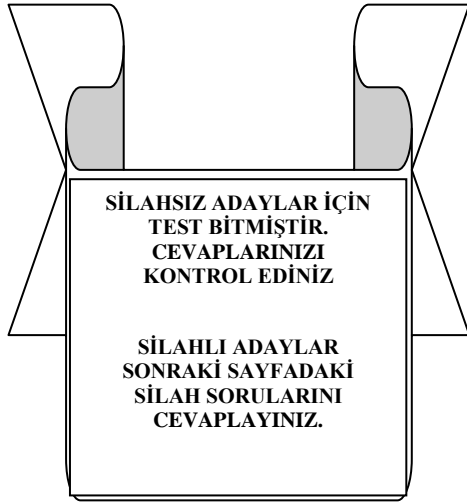 SİLAHSIZ ADAYLAR İÇİN
TEST BİTMİŞTİR.
CEVAPLARINIZI
KONTROL EDİNİZ
SİLAHLI ADAYLAR
SONRAKİ SAYFADAKİ
SİLAH SORULARINI
CEVAPLAYINIZ.